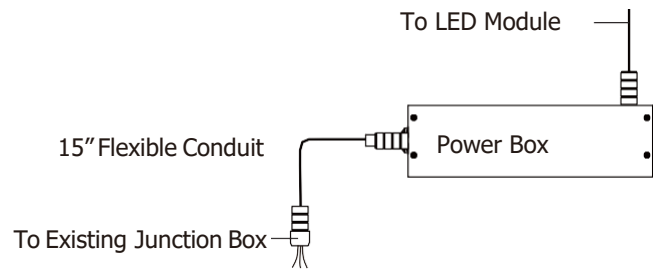 To LED Module
15” Flexible Conduit
Power Box
To Existing Junction Box